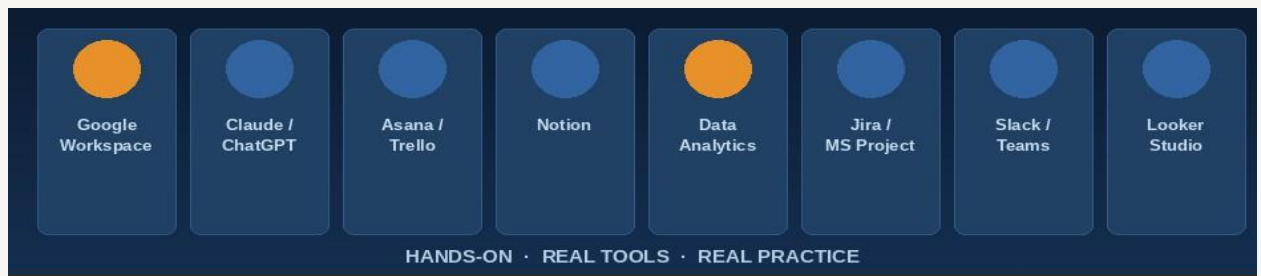 Google
Workspace
Claude /
ChatGPT
Asana /
Trello
Notion
Data
Analytics
Jira /
MS Project
Slack /
Teams
Looker
Studio
HANDS-ON · REAL TOOLS · REAL PRACTICE